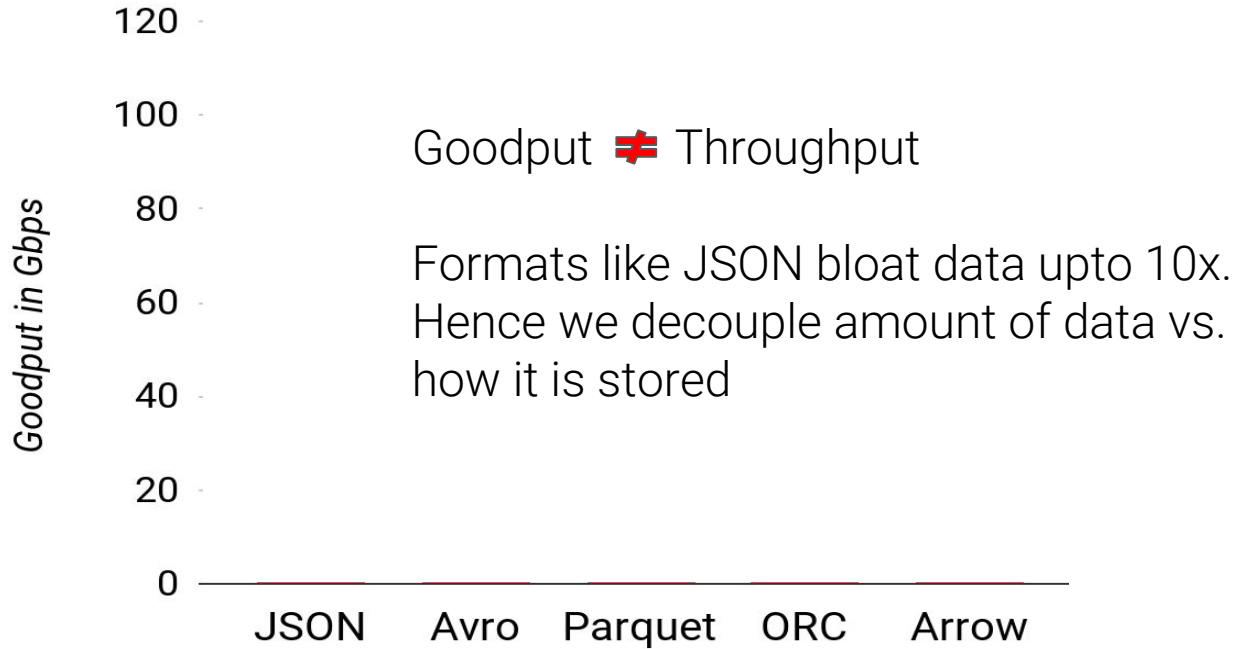 120
100
Goodput ≠ Throughput
80
Formats like JSON bloat data upto 10x.
60
Hence we decouple amount of data vs.
how it is stored
40
20
0
Goodput in Gbps
JSON Avro Parquet ORC Arrow